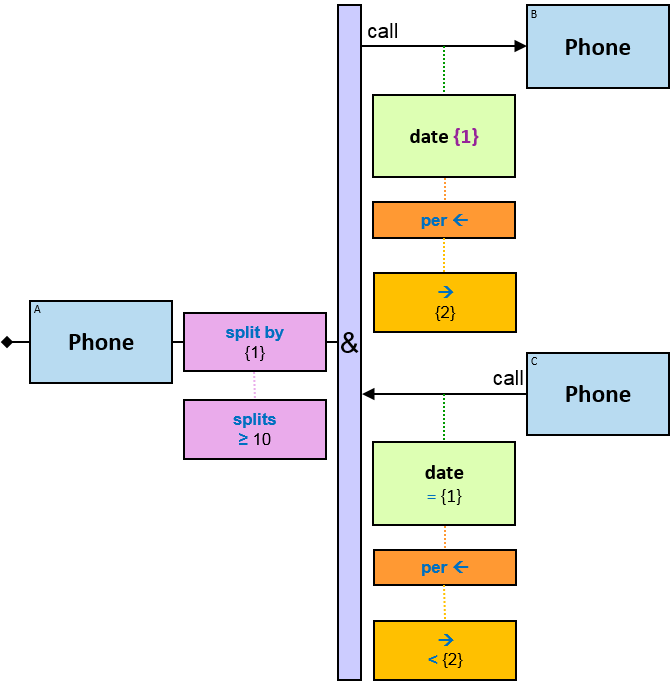 call
B
Phone
date {1}
per ←
→
{2}
A
Phone
split by
{1}
&
splits
≥ 10
call
C
Phone
date
= {1}
per ←
→
< {2}